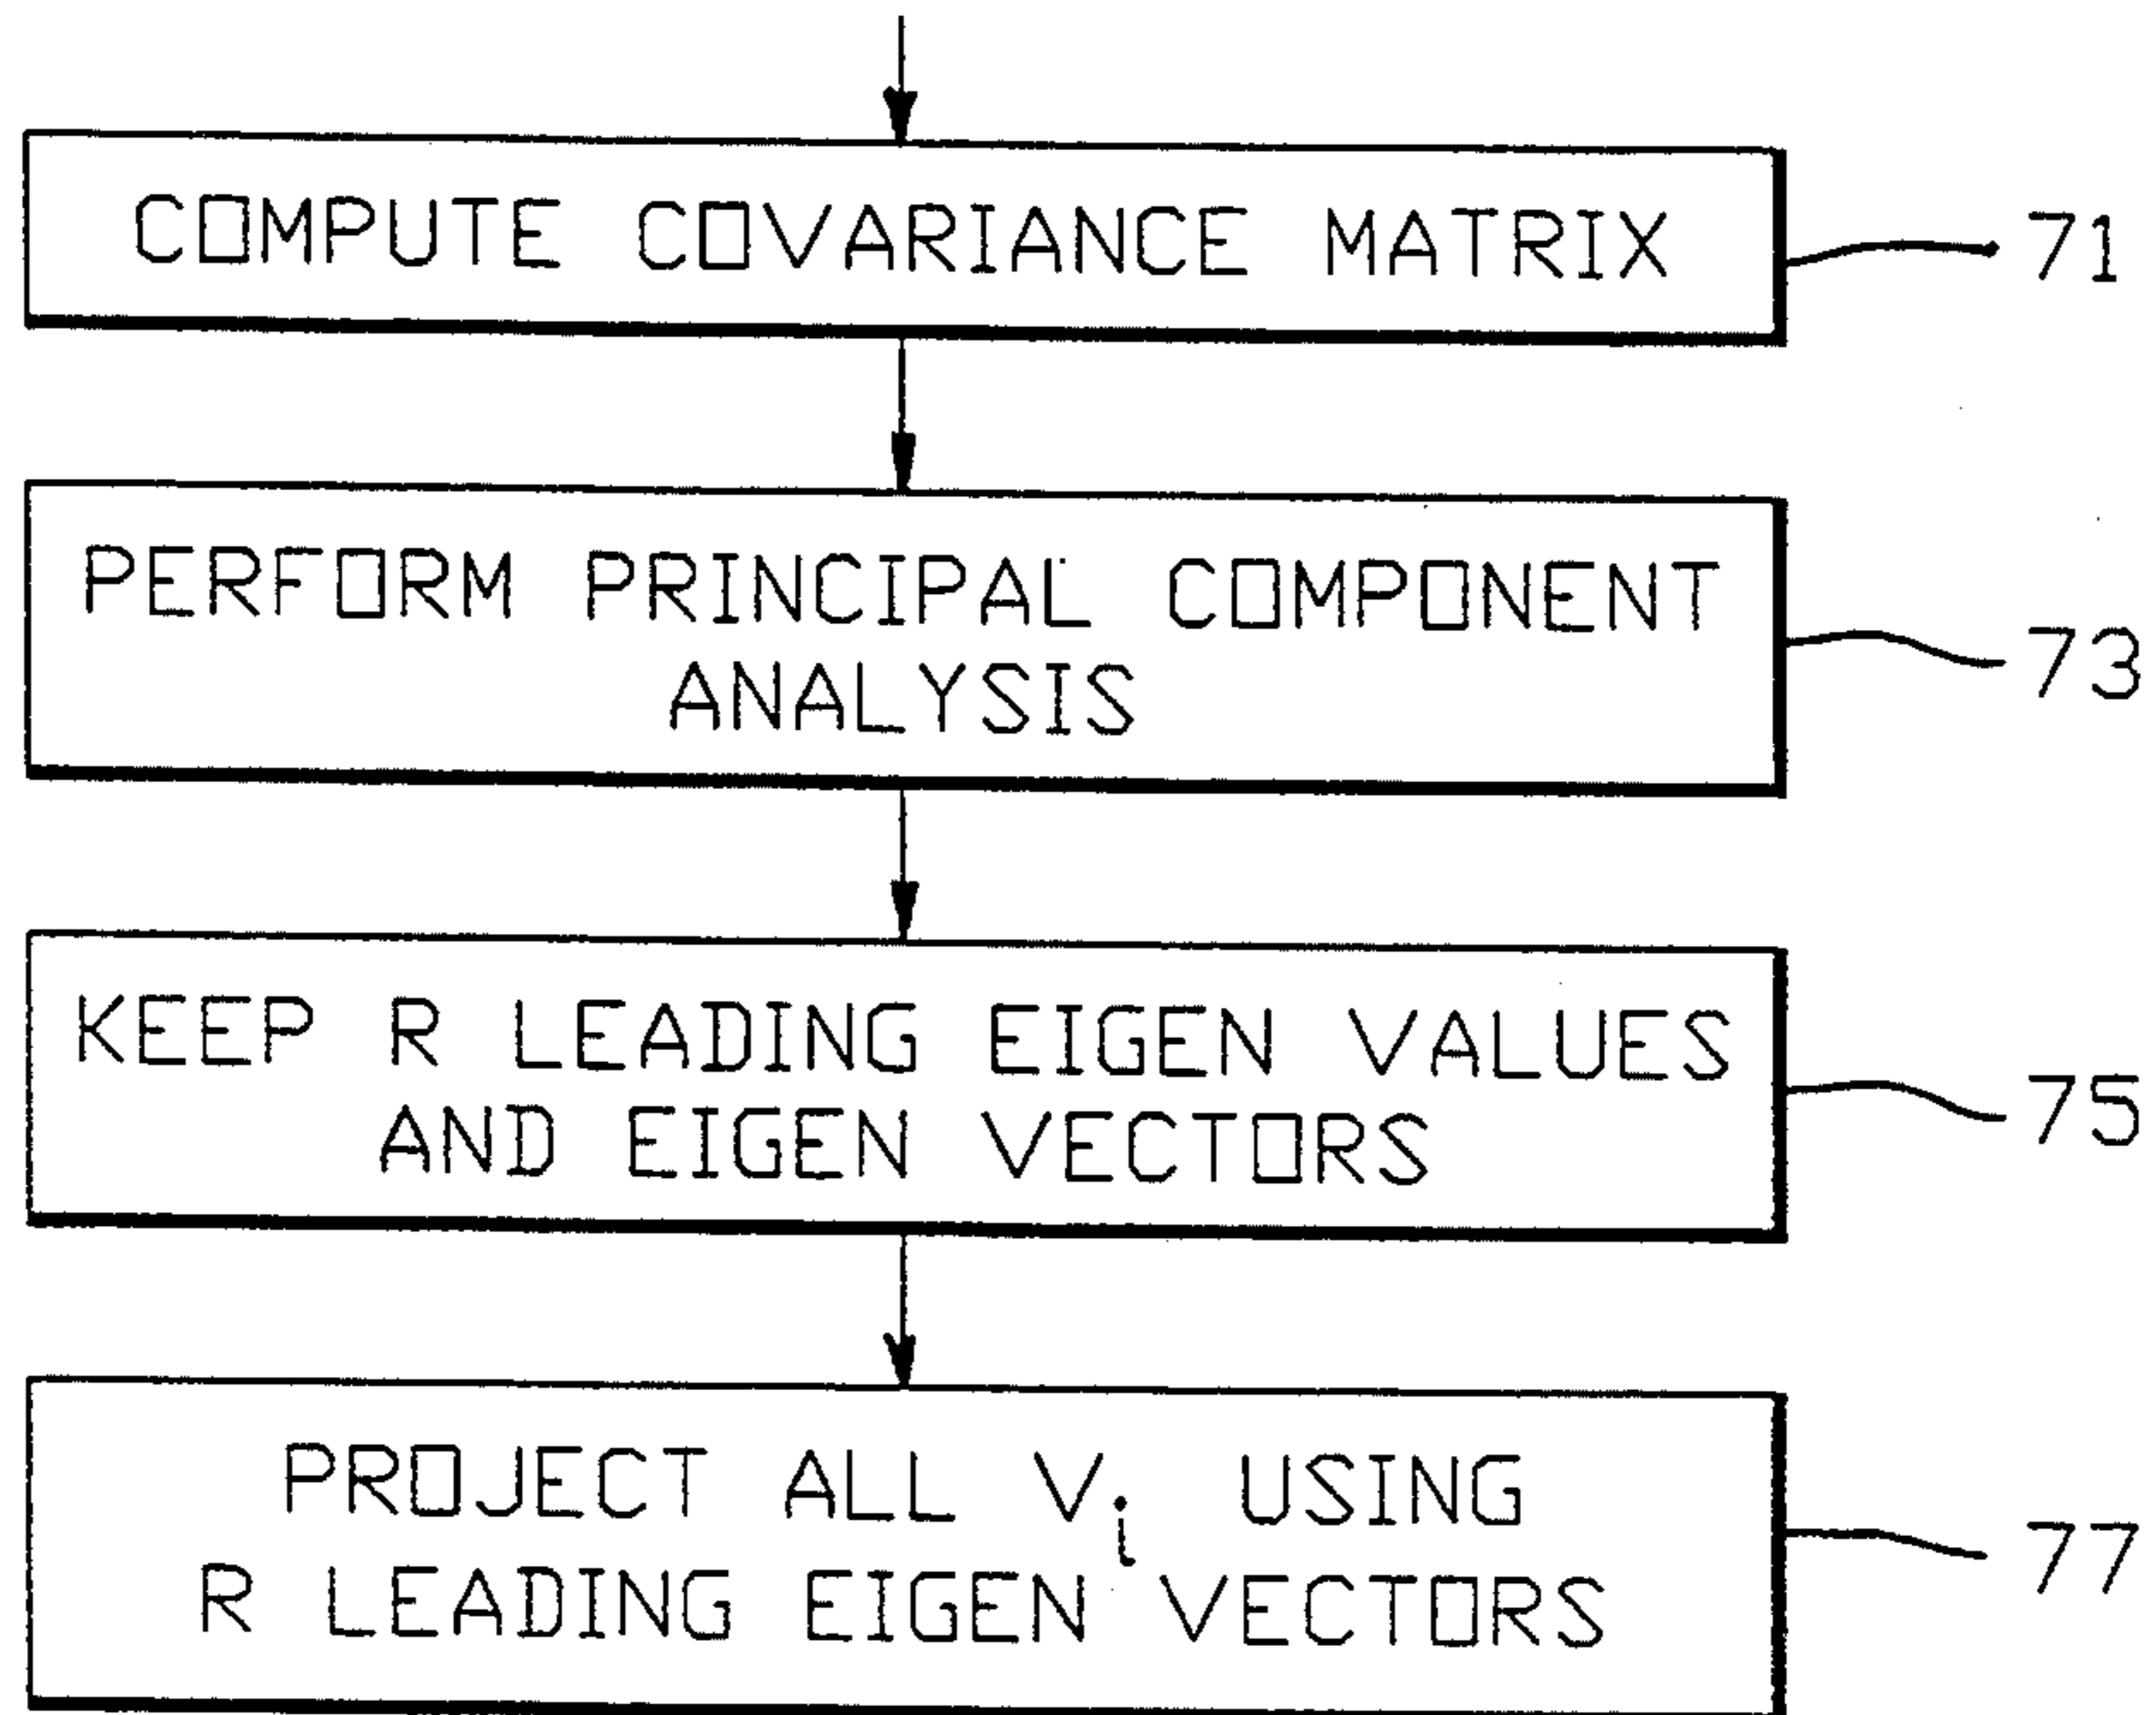 COMPUTE COVARIANCE MATRIX
71
PERFORM PRINCIPAL COMPONENT
ANALYSIS
73
KEEP R LEADING EIGEN VALUES
AND EIGEN VECTORS
75
PROJECT ALL Vi USING
R LEADING EIGEN VECTORS
77